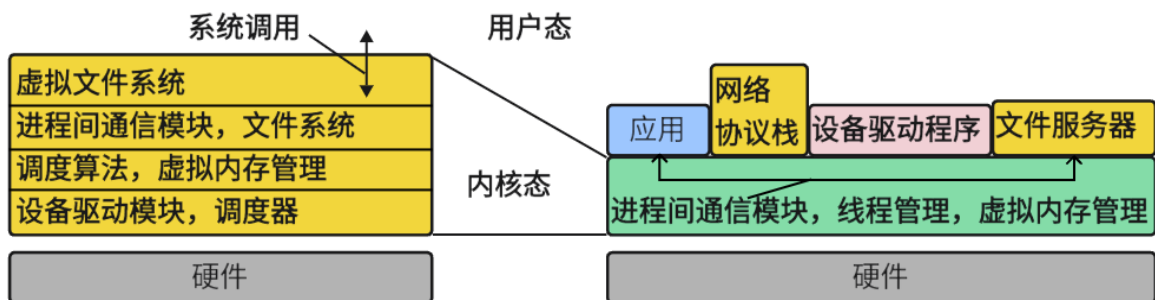 系统调用
用户态
虚拟文件系统
进程间通信模块，文件系统
调度算法，虚拟内存管理
设备驱动模块，调度器
硬件
内核态
应用
网络
协议栈
设备驱动程序
文件服务器
进程间通信模块，线程管理，虚拟内存管理
硬件